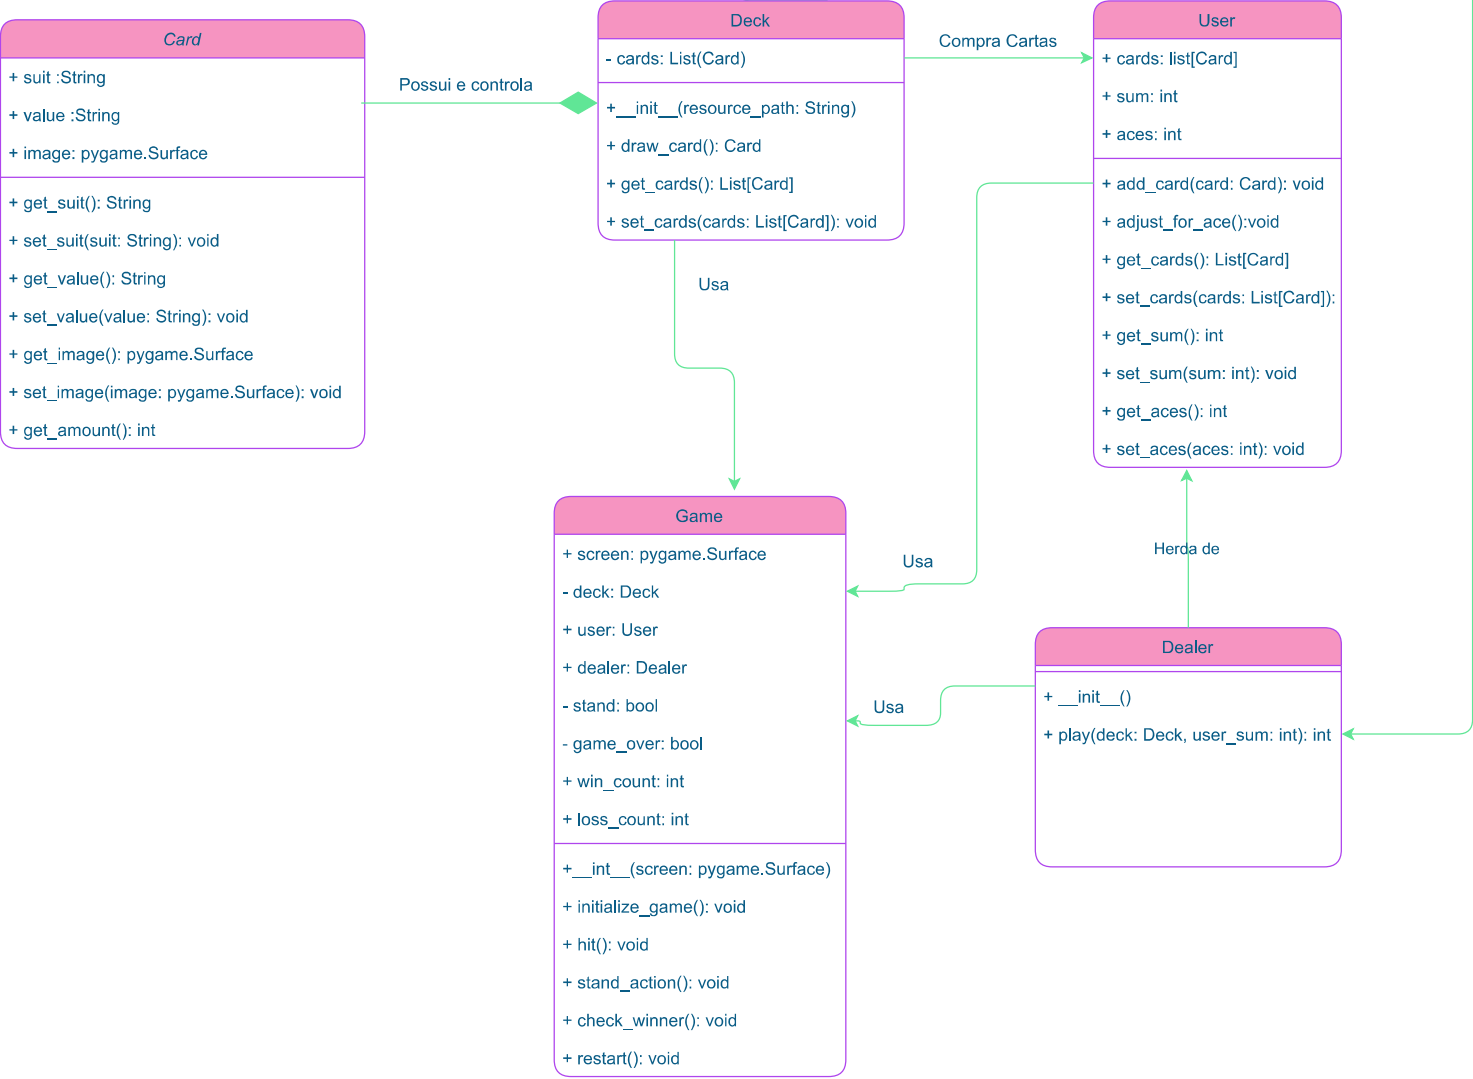 Card
+ suit :String
+ value :String
+ image: pygame.Surface
+ get_suit(): String
+ set_suit(suit: String): void
+ get_value(): String
+ set_value(value: String): void
+ get_image(): pygame.Surface
+ set_image(image: pygame.Surface): void
+ get_amount(): int
Possui e controla
Deck
- cards: List(Card)
+__init__(resource_path: String)
+ draw_card(): Card
+ get_cards(): List[Card]
+ set_cards(cards: List[Card]): void
Compra Cartas
User
+ cards: list[Card]
+ sum: int
+ aces: int
+ add_card(card: Card): void
+ adjust_for_ace():void
+ get_cards(): List[Card]
+ set_cards(cards: List[Card]):
+ get_sum(): int
+ set_sum(sum: int): void
+ get_aces(): int
+ set_aces(aces: int): void
Usa
Usa
Herda de
Game
+ screen: pygame.Surface
- deck: Deck
+ user: User
+ dealer: Dealer
- stand: bool
- game_over: bool
+ win_count: int
+ loss_count: int
+__int__(screen: pygame.Surface)
+ initialize_game(): void
+ hit(): void
+ stand_action(): void
+ check_winner(): void
+ restart(): void
Usa
Dealer
+ __init__()
+ play(deck: Deck, user_sum: int): int